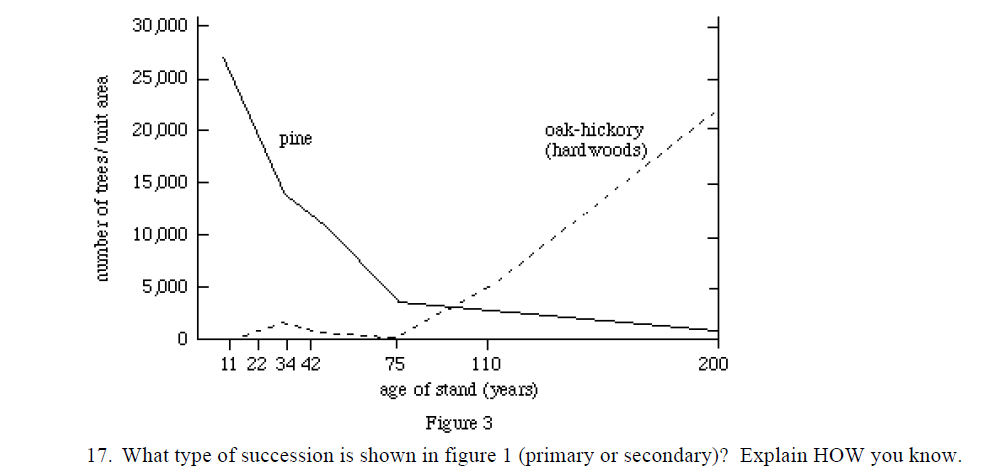 30,000
25,000
20,000
15,000
10,000
5,000
0
number of trees/ unit area
pine
oak-hickory
(hardwoods)
11 22 34 42 75 110 200
age of stand (years)
Figure 3
17. What type of succession is shown in figure 1 (primary or secondary)? Explain HOW you know.